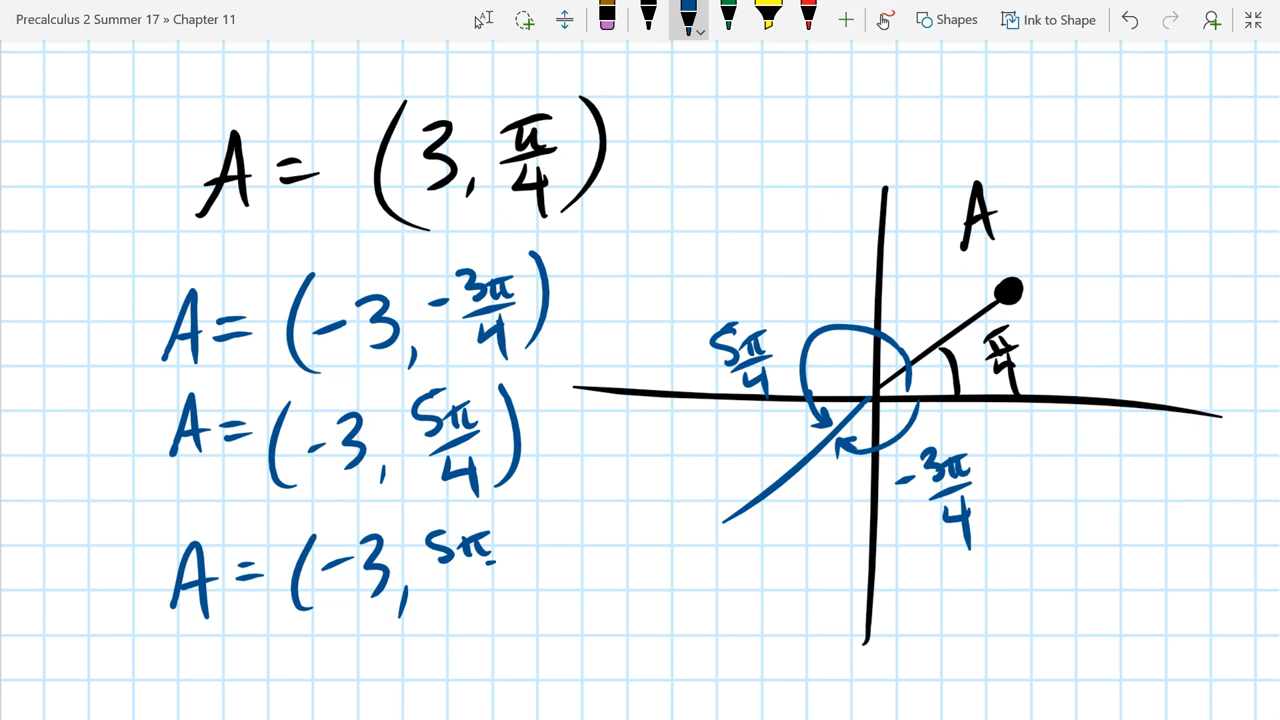 Precalculus 2 Summer 17 » Chapter 11
Shapes
Ink to Shape
A = (3, π/4)
A = (-3, -3π/4)
A = (-3, 5π/4)
A = (-3, 5π
A
π/4
5π/4
-3π/4